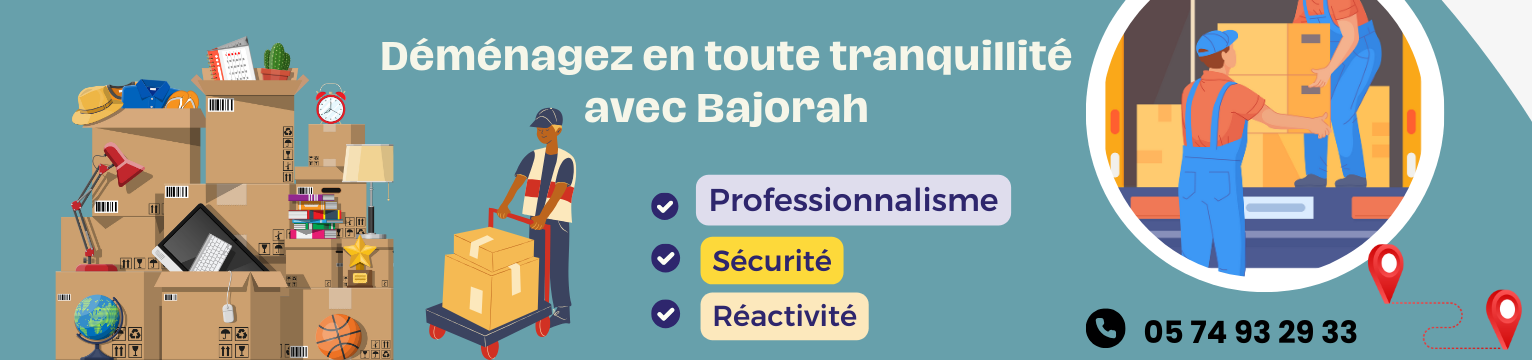 Déménagez en toute tranquillité
avec Bajorah
Professionnalisme
Sécurité
Réactivité
05 74 93 29 33